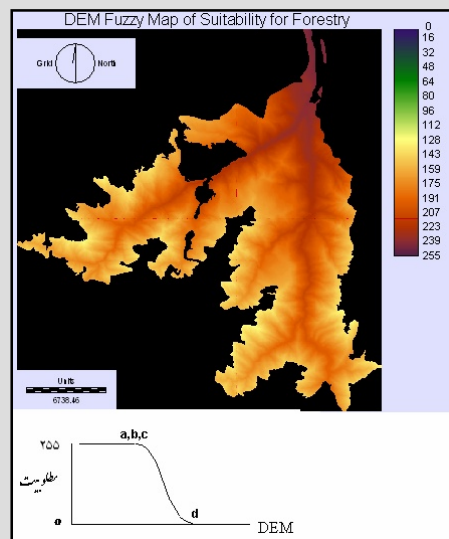 DEM Fuzzy Map of Suitability for Forestry
Grid North
0
16
32
48
64
80
96
112
128
143
159
175
191
207
223
239
255
Units
6738.46
a,b,c
۲۵۵
مطلوبیت
d
o
DEM